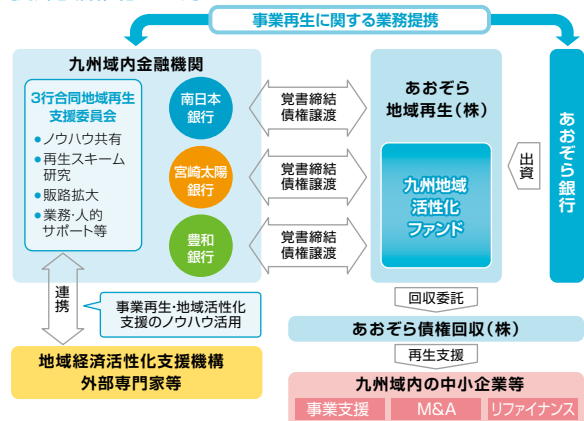 事業再生に関する業務提携
九州域内金融機関
3行合同地域再生
支援委員会
●ノウハウ共有
●再生スキーム
研究
●販路拡大
●業務・人的
サポート等
南日本
銀行
宮崎太陽
銀行
豊和
銀行
覚書締結
債権譲渡
覚書締結
債権譲渡
覚書締結
債権譲渡
あおぞら
地域再生(株)
九州地域
活性化
ファンド
出資
あおぞら銀行
連携
事業再生・地域活性化
支援のノウハウ活用
地域経済活性化支援機構
外部専門家等
回収委託
あおぞら債権回収(株)
再生支援
九州域内の中小企業等
事業支援
M&A
リファイナンス